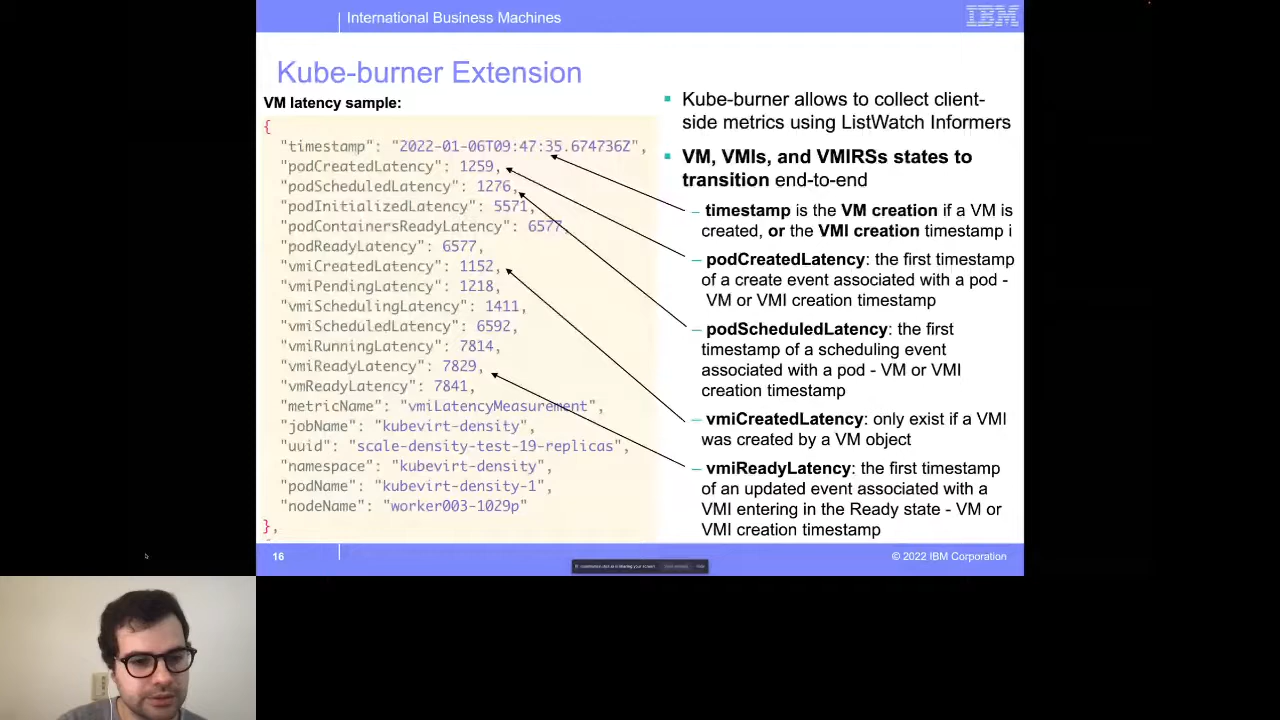 International Business Machines
IBM
Kube-burner Extension
VM latency sample:
{
"timestamp": "2022-01-06T09:47:35.674736Z",
"podCreatedLatency": 1259,
"podScheduledLatency": 1276,
"podInitializedLatency": 5571,
"podContainersReadyLatency": 6577,
"podReadyLatency": 6577,
"vmiCreatedLatency": 1152,
"vmiPendingLatency": 1218,
"vmiSchedulingLatency": 1411,
"vmiScheduledLatency": 6592,
"vmiRunningLatency": 7814,
"vmiReadyLatency": 7829,
"vmReadyLatency": 7841,
"metricName": "vmiLatencyMeasurement",
"jobName": "kubevirt-density",
"uuid": "scale-density-test-19-replicas",
"namespace": "kubevirt-density",
"podName": "kubevirt-density-1",
"nodeName": "worker003-1029p"
},
▪ Kube-burner allows to collect client-
side metrics using ListWatch Informers
▪ VM, VMIs, and VMIRSs states to
transition end-to-end
– timestamp is the VM creation if a VM is
created, or the VMI creation timestamp i
– podCreatedLatency: the first timestamp
of a create event associated with a pod -
VM or VMI creation timestamp
– podScheduledLatency: the first
timestamp of a scheduling event
associated with a pod - VM or VMI
creation timestamp
– vmiCreatedLatency: only exist if a VMI
was created by a VM object
– vmiReadyLatency: the first timestamp
of an updated event associated with a
VMI entering in the Ready state - VM or
VMI creation timestamp
16
© 2022 IBM Corporation